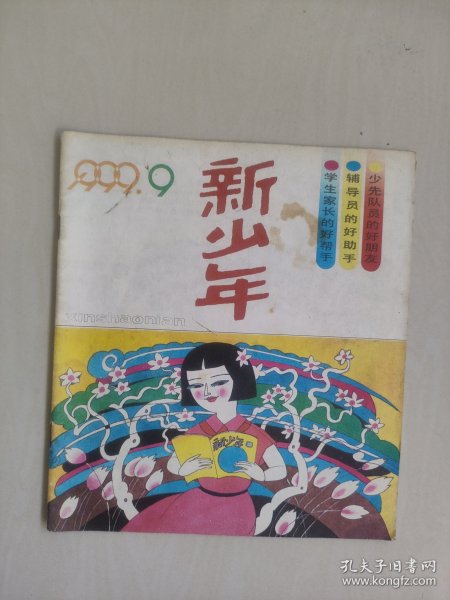 新少年
少先队员的好朋友
辅导员的好助手
学生家长的好帮手
xinshaonian
新少年
孔夫子旧书网
www.kongfz.com